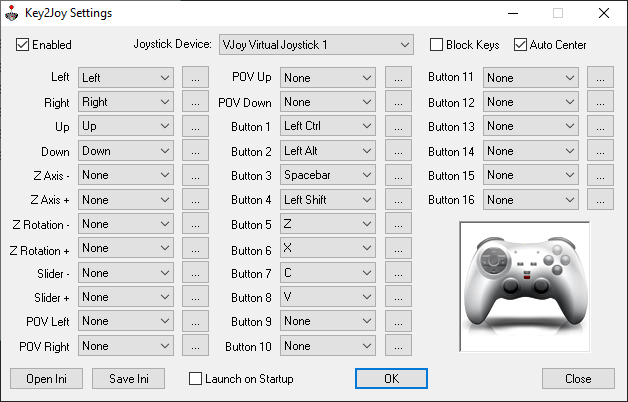 Key2Joy Settings
Enabled Joystick Device: VJoy Virtual Joystick 1 Block Keys Auto Center
Left Left ... POV Up None ... Button 11 None ...
Right Right ... POV Down None ... Button 12 None ...
Up Up ... Button 1 Left Ctrl ... Button 13 None ...
Down Down ... Button 2 Left Alt ... Button 14 None ...
Z Axis - None ... Button 3 Spacebar ... Button 15 None ...
Z Axis + None ... Button 4 Left Shift ... Button 16 None ...
Z Rotation - None ... Button 5 Z ...
Z Rotation + None ... Button 6 X ...
Slider - None ... Button 7 C ...
Slider + None ... Button 8 V ...
POV Left None ... Button 9 None ...
POV Right None ... Button 10 None ...
Open Ini Save Ini Launch on Startup OK Close